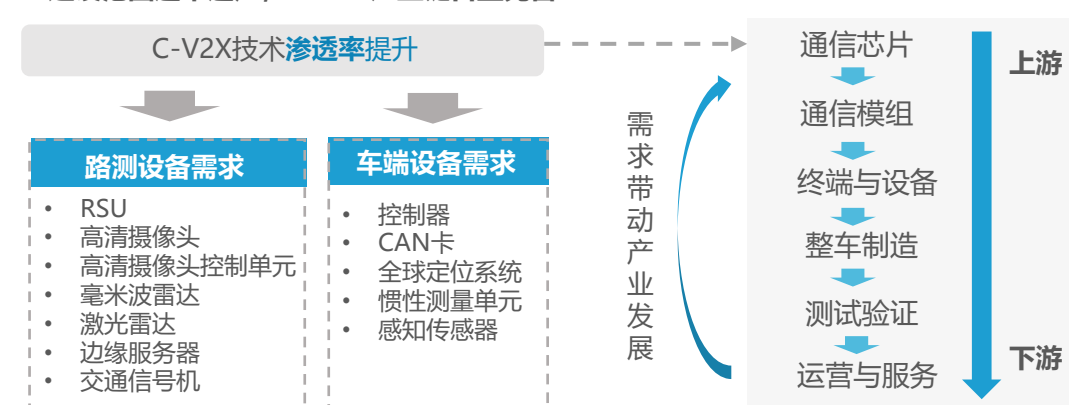 C-V2X技术渗透率提升
路测设备需求
• RSU
• 高清摄像头
• 高清摄像头控制单元
• 毫米波雷达
• 激光雷达
• 边缘服务器
• 交通信号机
车端设备需求
• 控制器
• CAN卡
• 全球定位系统
• 惯性测量单元
• 感知传感器
需求带动产业发展
通信芯片
通信模组
终端与设备
整车制造
测试验证
运营与服务
上游
下游